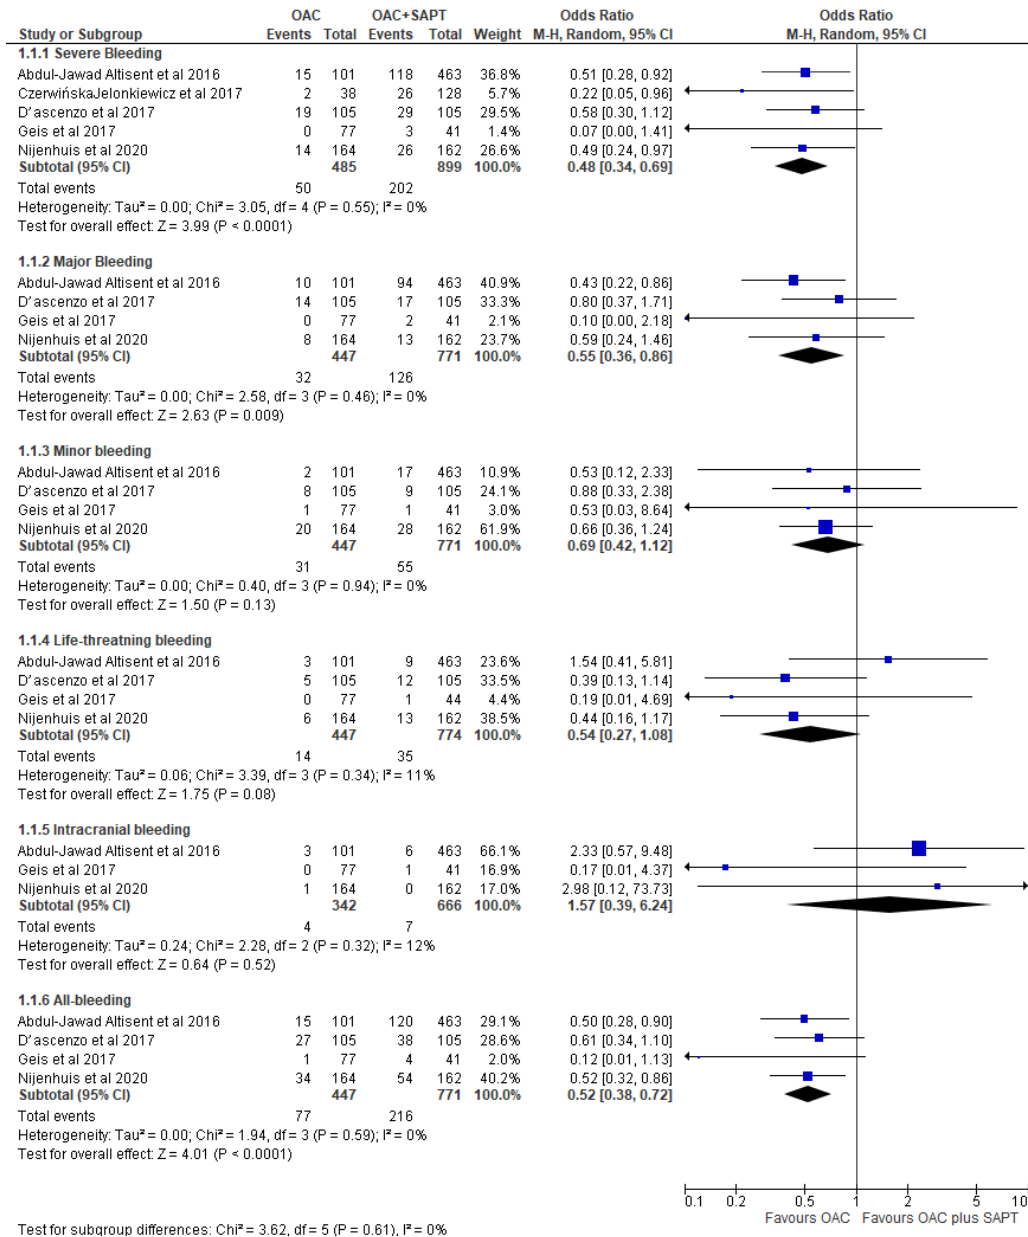 OAC OAC+SAPT Odds Ratio Odds Ratio
Study or Subgroup Events Total Events Total Weight M-H, Random, 95% CI M-H, Random, 95% CI
1.1.1 Severe Bleeding
Abdul-Jawad Altisent et al 2016 15 101 118 463 36.8% 0.51 [0.28, 0.92]
CzerwińskaJelonkiewicz et al 2017 2 38 26 128 5.7% 0.22 [0.05, 0.96]
D'ascenzo et al 2017 19 105 29 105 29.5% 0.58 [0.30, 1.12]
Geis et al 2017 0 77 3 41 1.4% 0.07 [0.00, 1.41]
Nijenhuis et al 2020 14 164 26 162 26.6% 0.49 [0.24, 0.97]
Subtotal (95% CI) 485 899 100.0% 0.48 [0.34, 0.69]
Total events 50 202
Heterogeneity: Tau² = 0.00; Chi² = 3.05, df = 4 (P = 0.55); I² = 0%
Test for overall effect: Z = 3.99 (P < 0.0001)
1.1.2 Major Bleeding
Abdul-Jawad Altisent et al 2016 10 101 94 463 40.9% 0.43 [0.22, 0.86]
D'ascenzo et al 2017 14 105 17 105 33.3% 0.80 [0.37, 1.71]
Geis et al 2017 0 77 2 41 2.1% 0.10 [0.00, 2.18]
Nijenhuis et al 2020 8 164 13 162 23.7% 0.59 [0.24, 1.46]
Subtotal (95% CI) 447 771 100.0% 0.55 [0.36, 0.86]
Total events 32 126
Heterogeneity: Tau² = 0.00; Chi² = 2.58, df = 3 (P = 0.46); I² = 0%
Test for overall effect: Z = 2.63 (P = 0.009)
1.1.3 Minor bleeding
Abdul-Jawad Altisent et al 2016 2 101 17 463 10.9% 0.53 [0.12, 2.33]
D'ascenzo et al 2017 8 105 9 105 24.1% 0.88 [0.33, 2.38]
Geis et al 2017 1 77 1 41 3.0% 0.53 [0.03, 8.64]
Nijenhuis et al 2020 20 164 28 162 61.9% 0.66 [0.36, 1.24]
Subtotal (95% CI) 447 771 100.0% 0.69 [0.42, 1.12]
Total events 31 55
Heterogeneity: Tau² = 0.00; Chi² = 0.40, df = 3 (P = 0.94); I² = 0%
Test for overall effect: Z = 1.50 (P = 0.13)
1.1.4 Life-threatning bleeding
Abdul-Jawad Altisent et al 2016 3 101 9 463 23.6% 1.54 [0.41, 5.81]
D'ascenzo et al 2017 5 105 12 105 33.5% 0.39 [0.13, 1.14]
Geis et al 2017 0 77 1 44 4.4% 0.19 [0.01, 4.69]
Nijenhuis et al 2020 6 164 13 162 38.5% 0.44 [0.16, 1.17]
Subtotal (95% CI) 447 774 100.0% 0.54 [0.27, 1.08]
Total events 14 35
Heterogeneity: Tau² = 0.06; Chi² = 3.39, df = 3 (P = 0.34); I² = 11%
Test for overall effect: Z = 1.75 (P = 0.08)
1.1.5 Intracranial bleeding
Abdul-Jawad Altisent et al 2016 3 101 6 463 66.1% 2.33 [0.57, 9.48]
Geis et al 2017 0 77 1 41 16.9% 0.17 [0.01, 4.37]
Nijenhuis et al 2020 1 164 0 162 17.0% 2.98 [0.12, 73.73]
Subtotal (95% CI) 342 666 100.0% 1.57 [0.39, 6.24]
Total events 4 7
Heterogeneity: Tau² = 0.24; Chi² = 2.28, df = 2 (P = 0.32); I² = 12%
Test for overall effect: Z = 0.64 (P = 0.52)
1.1.6 All-bleeding
Abdul-Jawad Altisent et al 2016 15 101 120 463 29.1% 0.50 [0.28, 0.90]
D'ascenzo et al 2017 27 105 38 105 28.6% 0.61 [0.34, 1.10]
Geis et al 2017 1 77 4 41 2.0% 0.12 [0.01, 1.13]
Nijenhuis et al 2020 34 164 54 162 40.2% 0.52 [0.32, 0.86]
Subtotal (95% CI) 447 771 100.0% 0.52 [0.38, 0.72]
Total events 77 216
Heterogeneity: Tau² = 0.00; Chi² = 1.94, df = 3 (P = 0.59); I² = 0%
Test for overall effect: Z = 4.01 (P < 0.0001)
0.1 0.2 0.5 1 2 5 10
Favours OAC Favours OAC plus SAPT
Test for subgroup differences: Chi² = 3.62, df = 5 (P = 0.61), I² = 0%